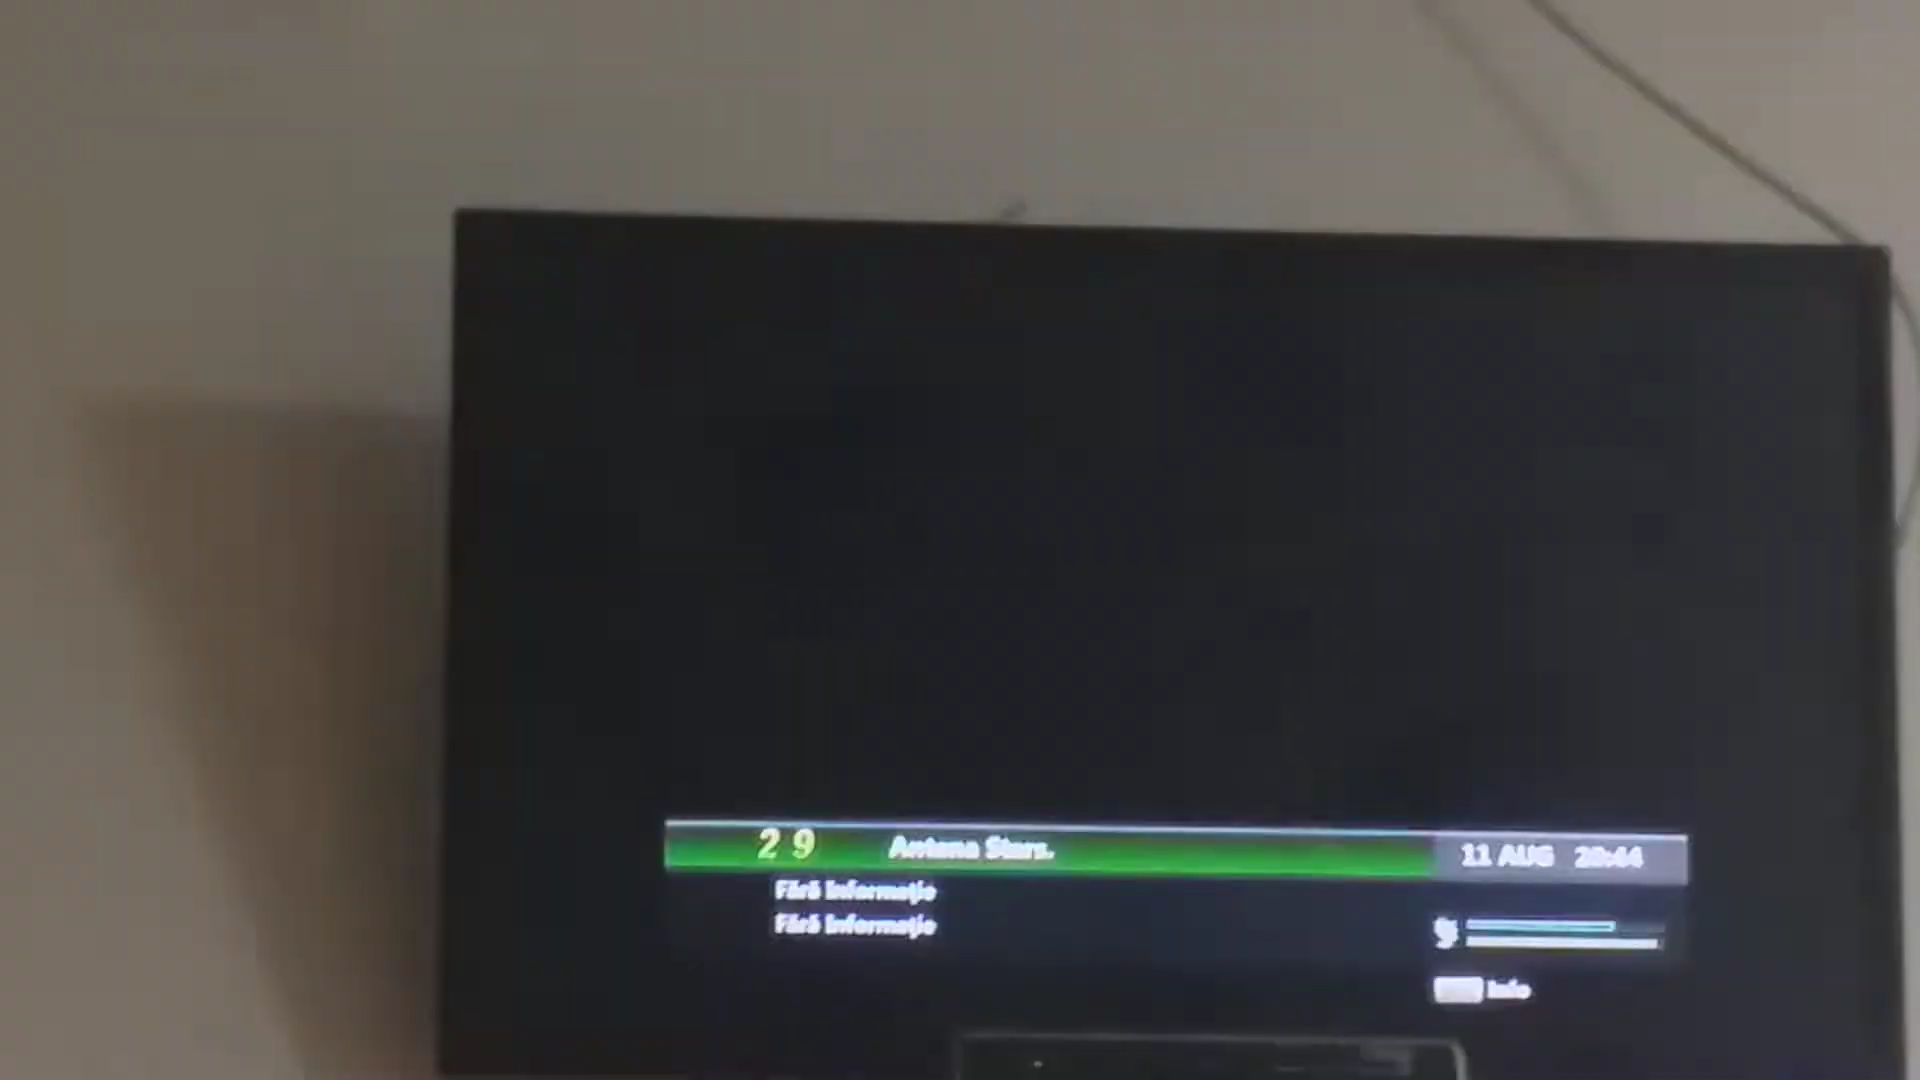 29 Antena Stars. 11 AUG 20:44
Fără Informație
Fără Informație
Info